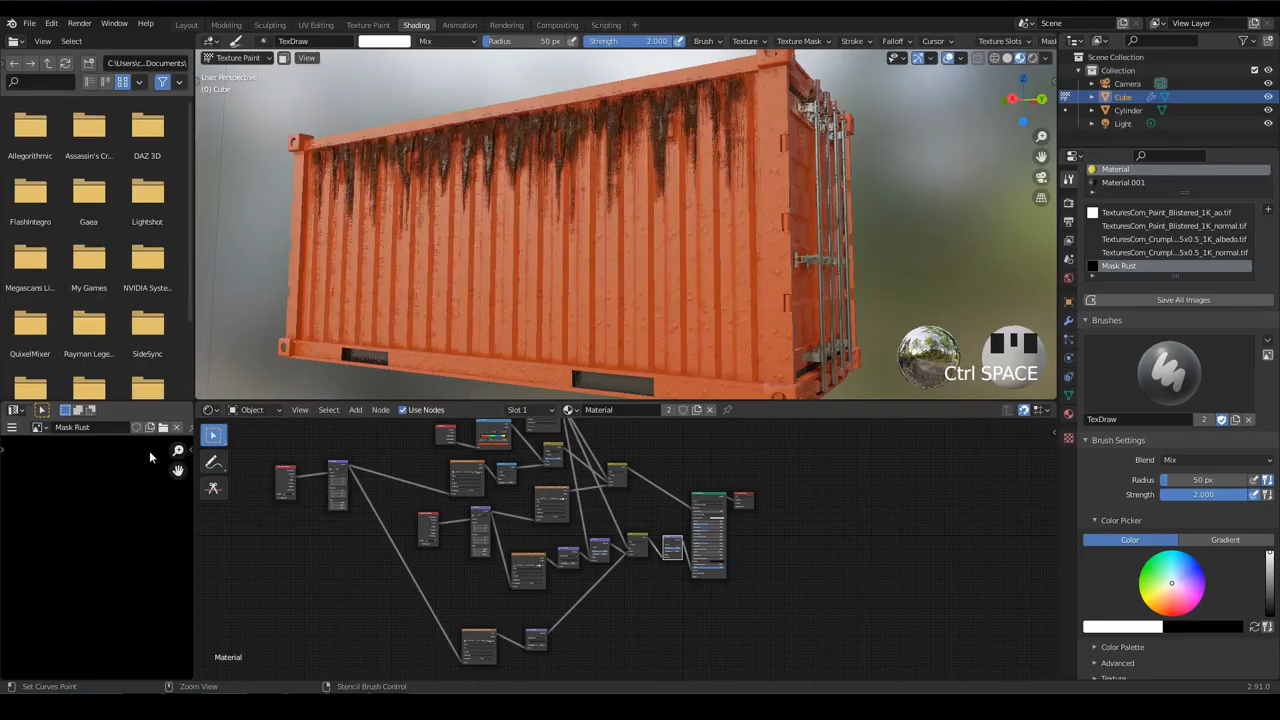 File Edit Render Window Help Layout Modeling Sculpting UV Editing Texture Paint Shading Animation Rendering Compositing Scripting + Scene View Layer
View Select TexDraw Mix Radius 50 px Strength 2.000 Brush Texture Texture Mask Stroke Falloff Cursor Texture Slots Mask
C:\Users\c...Documents\ Texture Paint View
Scene Collection
Collection
Camera
Cube
Cylinder
Light
User Perspective
(0) Cube
X Y Z
Allegorithmic Assassin's Cr... DAZ 3D
FlashIntegro Gaea Lightshot
Megascans Li... My Games NVIDIA Syste...
QuixelMixer Rayman Lege... SideSync
Ctrl SPACE
Material
Material.001
TexturesCom_Paint_Blistered_1K_ao.tif
TexturesCom_Paint_Blistered_1K_normal.tif
TexturesCom_Crumpl...5x0.5_1K_albedo.tif
TexturesCom_Crumpl...5x0.5_1K_normal.tif
Mask Rust
Save All Images
Brushes
TexDraw 2
Brush Settings
Blend Mix
Radius 50 px
Strength 2.000
Color Picker
Color Gradient
Color Palette
Advanced
Texture
Object View Select Add Node Use Nodes Slot 1 Material 2
Mask Rust
Material
Set Curves Point Zoom View Stencil Brush Control 2.91.0